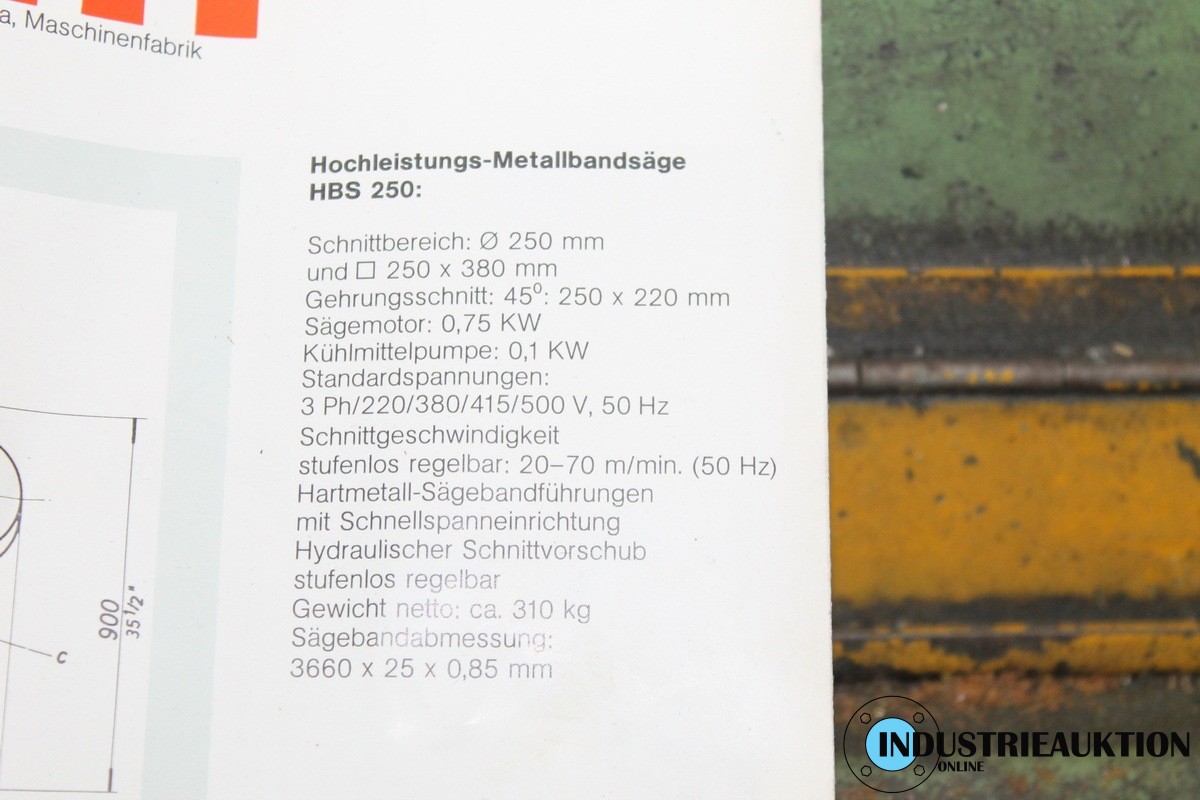 a, Maschinenfabrik
Hochleistungs-Metallbandsäge
HBS 250:
Schnittbereich: Ø 250 mm
und □ 250 x 380 mm
Gehrungsschnitt: 45°: 250 x 220 mm
Sägemotor: 0,75 KW
Kühlmittelpumpe: 0,1 KW
Standardspannungen:
3 Ph/220/380/415/500 V, 50 Hz
Schnittgeschwindigkeit
stufenlos regelbar: 20–70 m/min. (50 Hz)
Hartmetall-Sägebandführungen
mit Schnellspanneinrichtung
Hydraulischer Schnittvorschub
stufenlos regelbar
Gewicht netto: ca. 310 kg
Sägebandabmessung:
3660 x 25 x 0,85 mm
900
35 1/2"
c
INDUSTRIEAUKTION
ONLINE